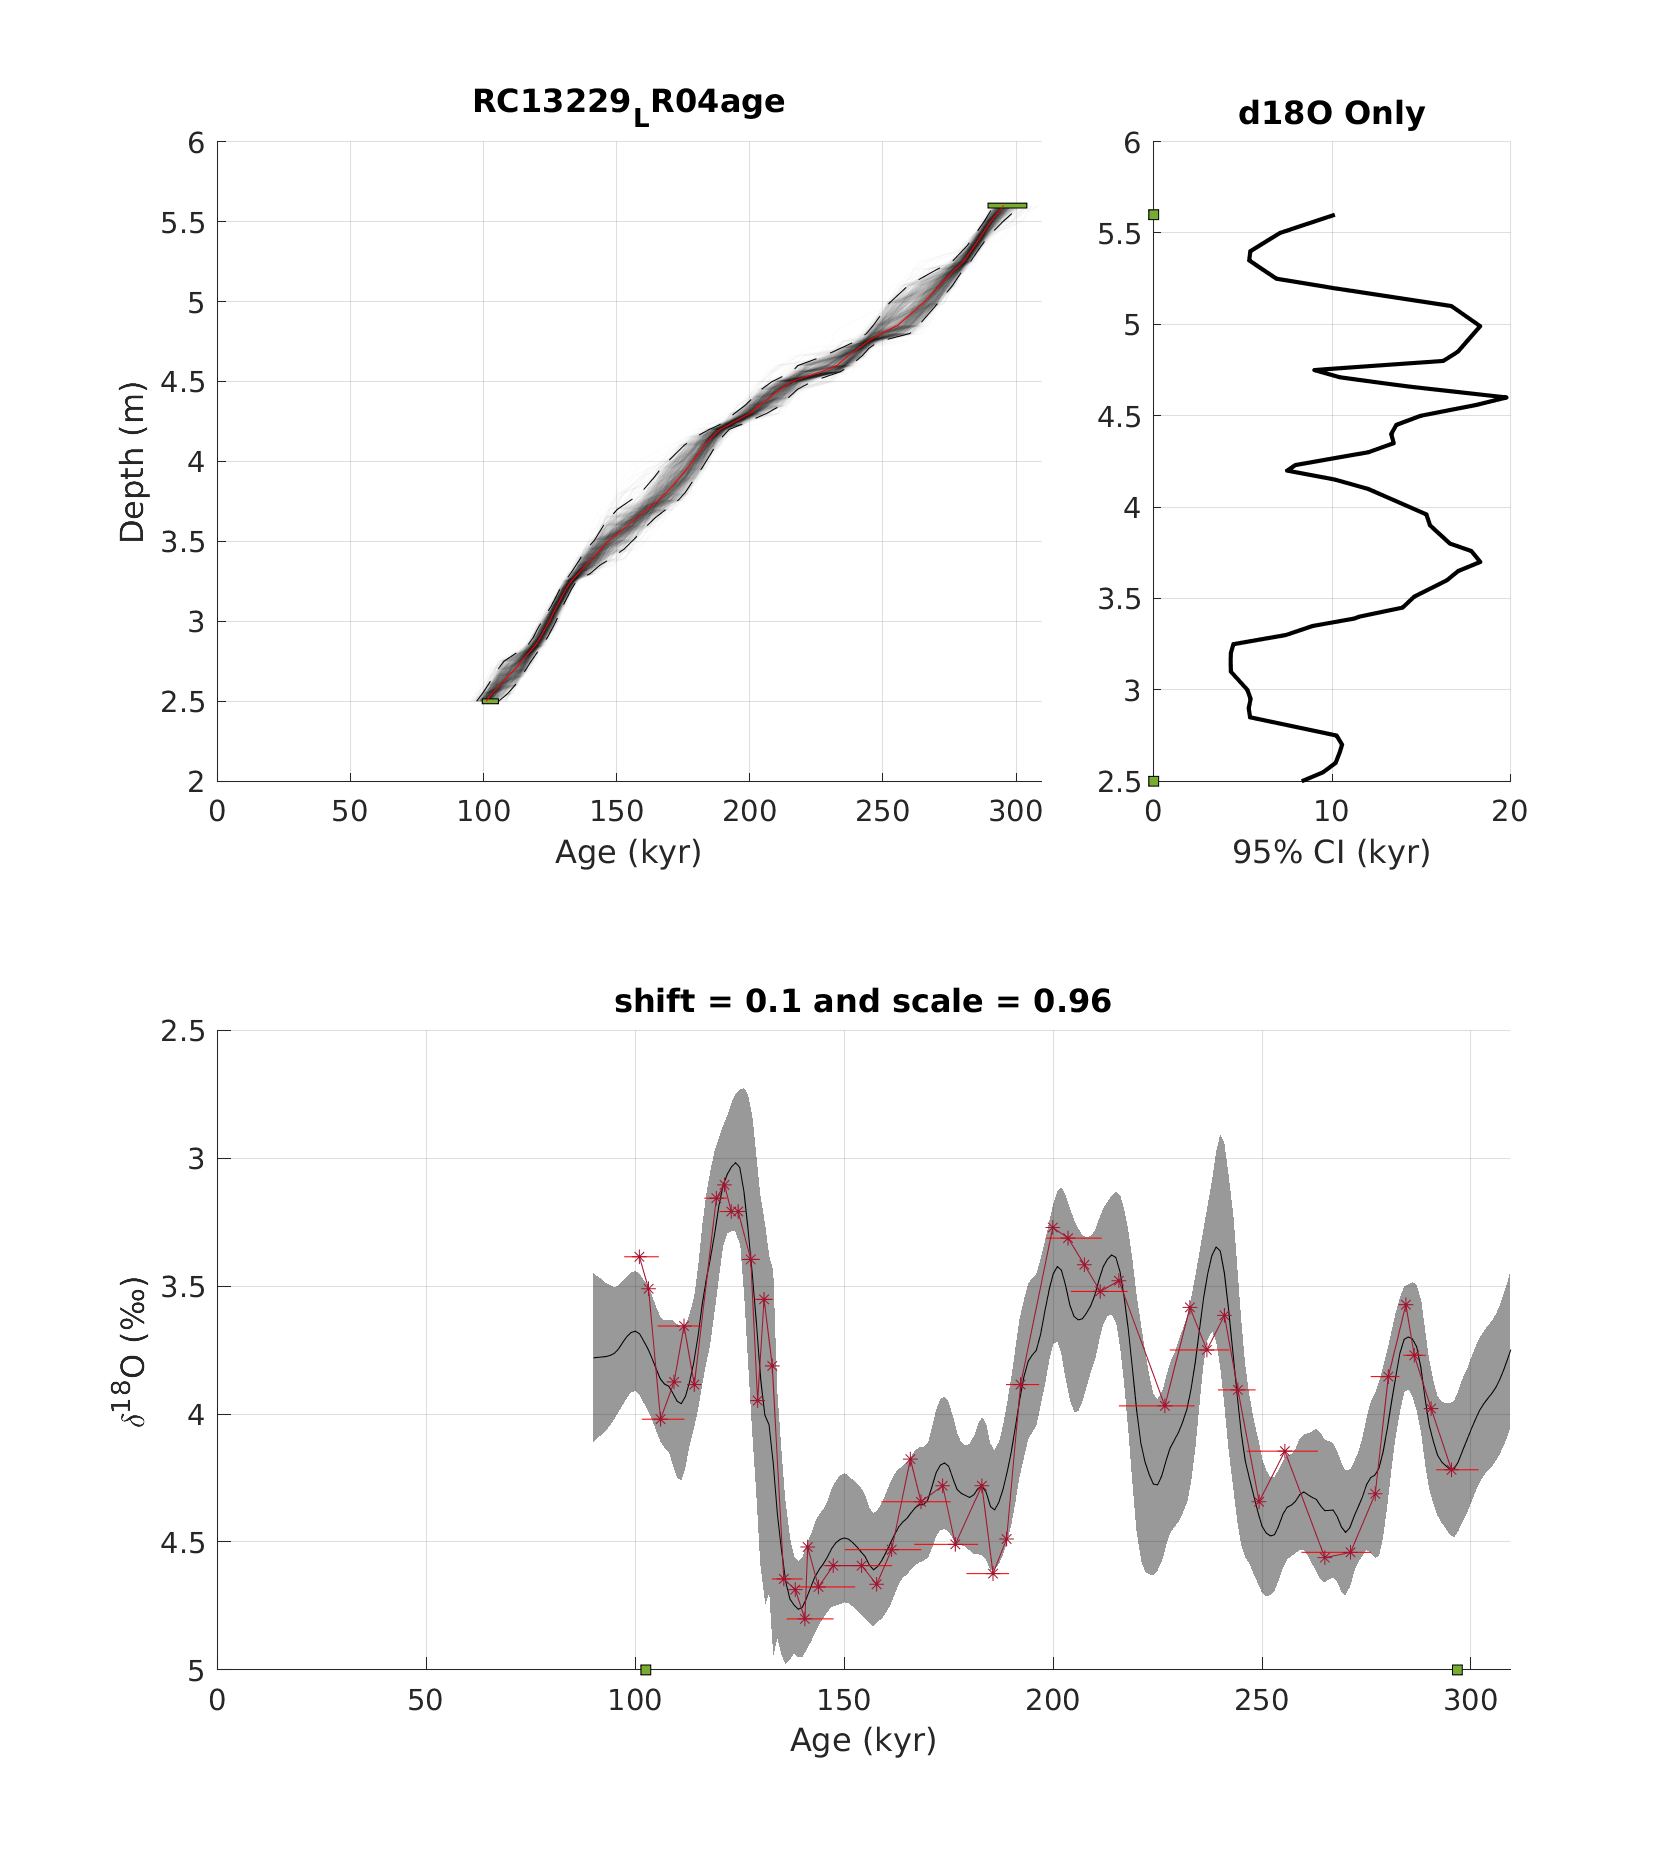 RC13229LR04age
6
5.5
5
4.5
4
3.5
3
2.5
2
Depth (m)
0 50 100 150 200 250 300
Age (kyr)
d18O Only
6
5.5
5
4.5
4
3.5
3
2.5
0 10 20
95% CI (kyr)
shift = 0.1 and scale = 0.96
2.5
3
3.5
4
4.5
5
δ18O (‰)
0 50 100 150 200 250 300
Age (kyr)